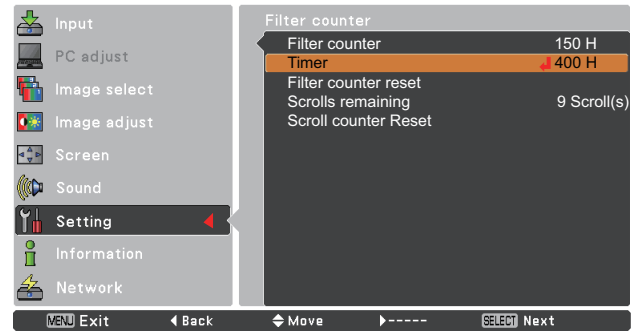 Input
PC adjust
Image select
Image adjust
Screen
Sound
Setting
Information
Network
Filter counter
Filter counter 150 H
Timer 400 H
Filter counter reset
Scrolls remaining 9 Scroll(s)
Scroll counter Reset
MENU Exit Back Move ----- SELECT Next